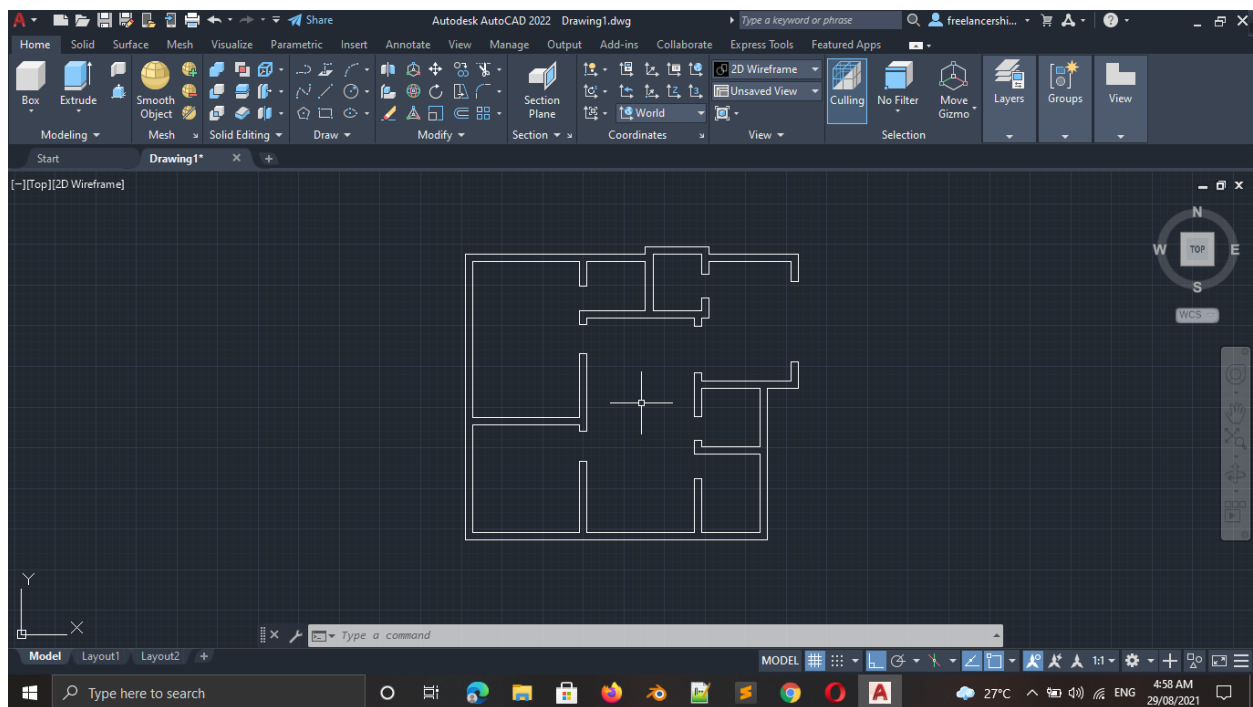 Share Autodesk AutoCAD 2022 Drawing1.dwg Type a keyword or phrase freelancershi...
Home Solid Surface Mesh Visualize Parametric Insert Annotate View Manage Output Add-ins Collaborate Express Tools Featured Apps
2D Wireframe
Unsaved View
World
Box Extrude Smooth Object Section Plane Culling No Filter Move Gizmo Layers Groups View
Modeling Mesh Solid Editing Draw Modify Section Coordinates View Selection
Start Drawing1* +
[−][Top][2D Wireframe]
N
W TOP E
S
WCS
Y
X
Type a command
Model Layout1 Layout2 +
MODEL 1:1
Type here to search 27°C ENG 4:58 AM
29/08/2021